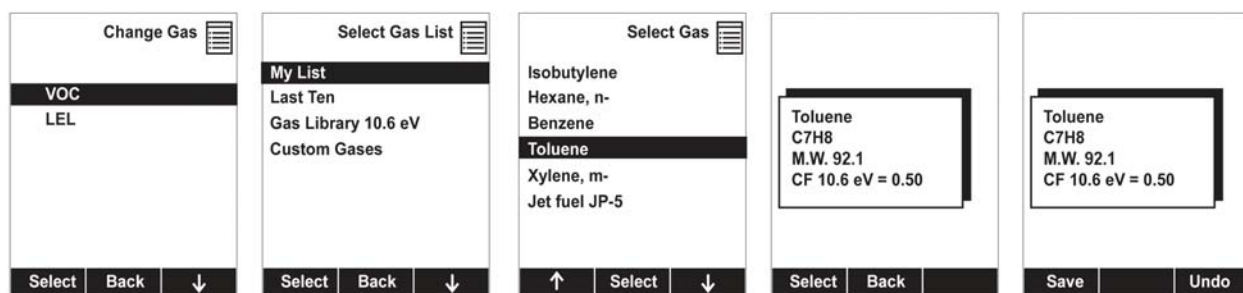 Change Gas
VOC
LEL
Select Back ↓
Select Gas List
My List
Last Ten
Gas Library 10.6 eV
Custom Gases
Select Back ↓
Select Gas
Isobutylene
Hexane, n-
Benzene
Toluene
Xylene, m-
Jet fuel JP-5
↑ Select ↓
Toluene
C7H8
M.W. 92.1
CF 10.6 eV = 0.50
Select Back
Toluene
C7H8
M.W. 92.1
CF 10.6 eV = 0.50
Save Undo